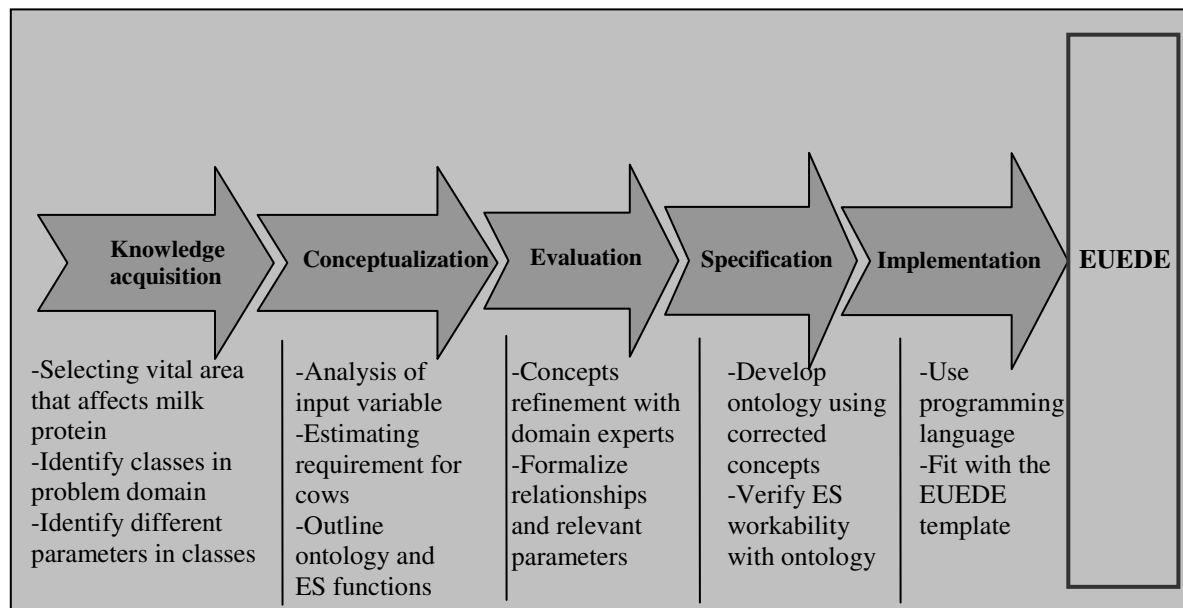 Knowledge
acquisition
Conceptualization
Evaluation
Specification
Implementation
EUEDE
-Selecting vital area
that affects milk
protein
-Identify classes in
problem domain
-Identify different
parameters in classes
-Analysis of
input variable
-Estimating
requirement for
cows
-Outline
ontology and
ES functions
-Concepts
refinement with
domain experts
-Formalize
relationships
and relevant
parameters
-Develop
ontology using
corrected
concepts
-Verify ES
workability
with ontology
-Use
programming
language
-Fit with the
EUEDE
template